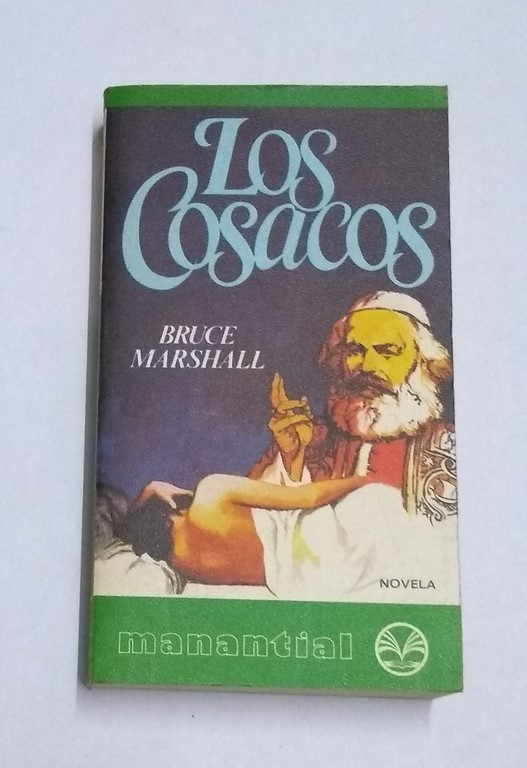 Los
Cosacos
BRUCE
MARSHALL
NOVELA
manantial